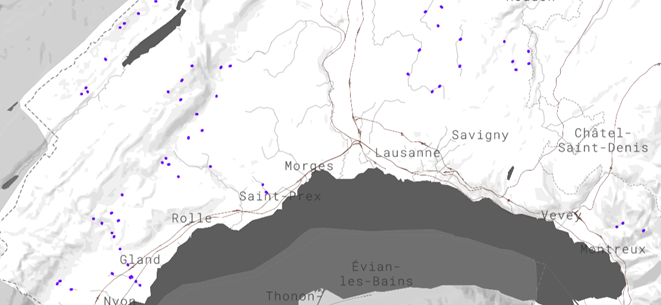 Savigny
Châtel-
Saint-Denis
Lausanne
Morges
Saint-Prex
Rolle
Vevey
Montreux
Gland
Évian-
les-Bains
Thonon-
Nyon